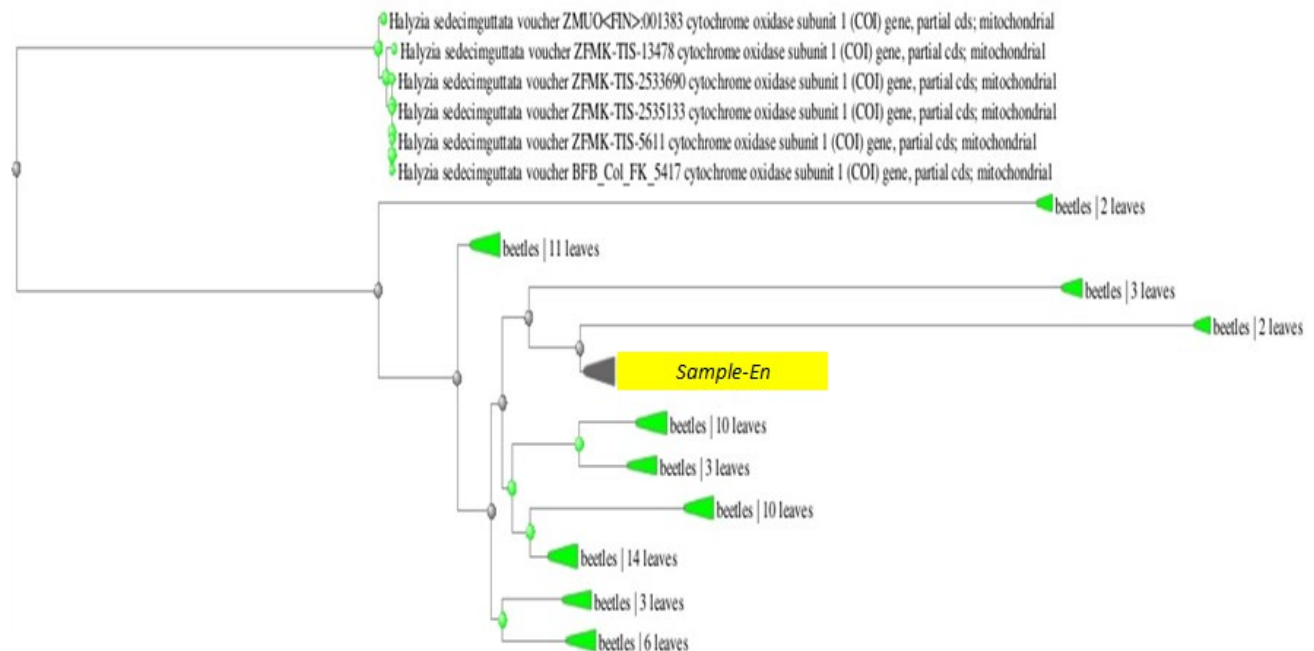 Halyzia sedecimguttata voucher ZMUO<FIN>:001383 cytochrome oxidase subunit 1 (COI) gene, partial cds; mitochondrial
Halyzia sedecimguttata voucher ZFMK-TIS-13478 cytochrome oxidase subunit 1 (COI) gene, partial cds; mitochondrial
Halyzia sedecimguttata voucher ZFMK-TIS-2533690 cytochrome oxidase subunit 1 (COI) gene, partial cds; mitochondrial
Halyzia sedecimguttata voucher ZFMK-TIS-2535133 cytochrome oxidase subunit 1 (COI) gene, partial cds; mitochondrial
Halyzia sedecimguttata voucher ZFMK-TIS-5611 cytochrome oxidase subunit 1 (COI) gene, partial cds; mitochondrial
Halyzia sedecimguttata voucher BFB_Col_FK_5417 cytochrome oxidase subunit 1 (COI) gene, partial cds; mitochondrial
beetles | 2 leaves
beetles | 11 leaves
beetles | 3 leaves
beetles | 2 leaves
Sample-En
beetles | 10 leaves
beetles | 3 leaves
beetles | 10 leaves
beetles | 14 leaves
beetles | 3 leaves
beetles | 6 leaves